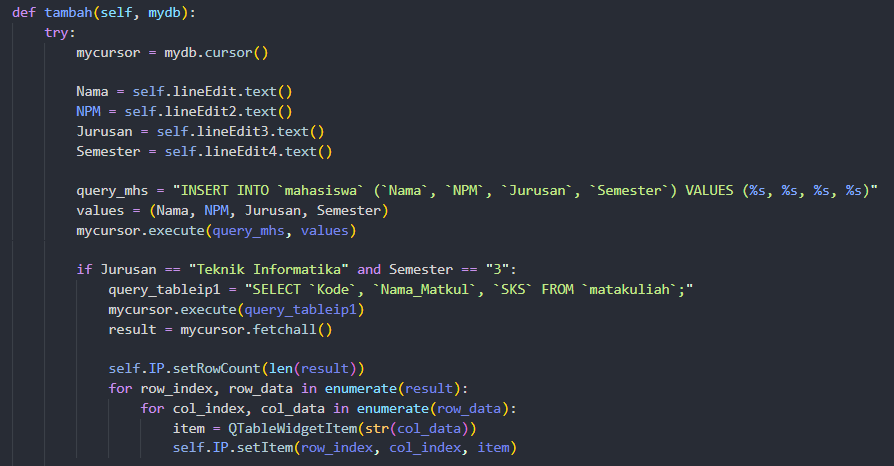 def tambah(self, mydb):
    try:
        mycursor = mydb.cursor()

        Nama = self.lineEdit.text()
        NPM = self.lineEdit2.text()
        Jurusan = self.lineEdit3.text()
        Semester = self.lineEdit4.text()

        query_mhs = "INSERT INTO `mahasiswa` (`Nama`, `NPM`, `Jurusan`, `Semester`) VALUES (%s, %s, %s, %s)"
        values = (Nama, NPM, Jurusan, Semester)
        mycursor.execute(query_mhs, values)

        if Jurusan == "Teknik Informatika" and Semester == "3":
            query_tableip1 = "SELECT `Kode`, `Nama_Matkul`, `SKS` FROM `matakuliah`;"
            mycursor.execute(query_tableip1)
            result = mycursor.fetchall()

            self.IP.setRowCount(len(result))
            for row_index, row_data in enumerate(result):
                for col_index, col_data in enumerate(row_data):
                    item = QTableWidgetItem(str(col_data))
                    self.IP.setItem(row_index, col_index, item)